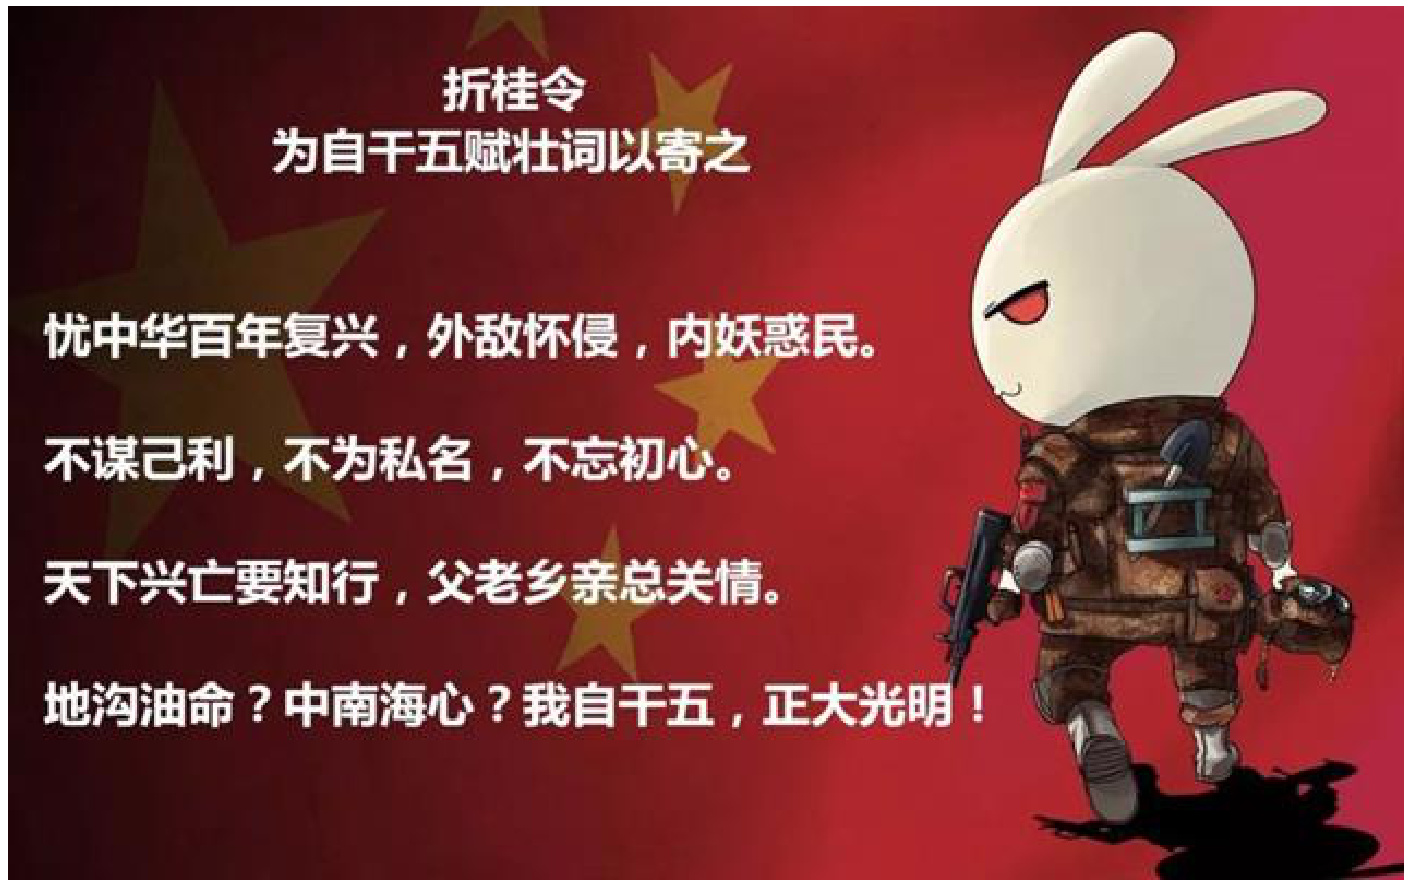 折桂令
为自干五赋壮词以寄之
忧中华百年复兴，外敌怀侵，内妖惑民。
不谋己利，不为私名，不忘初心。
天下兴亡要知行，父老乡亲总关情。
地沟油命？中南海心？我自干五，正大光明！